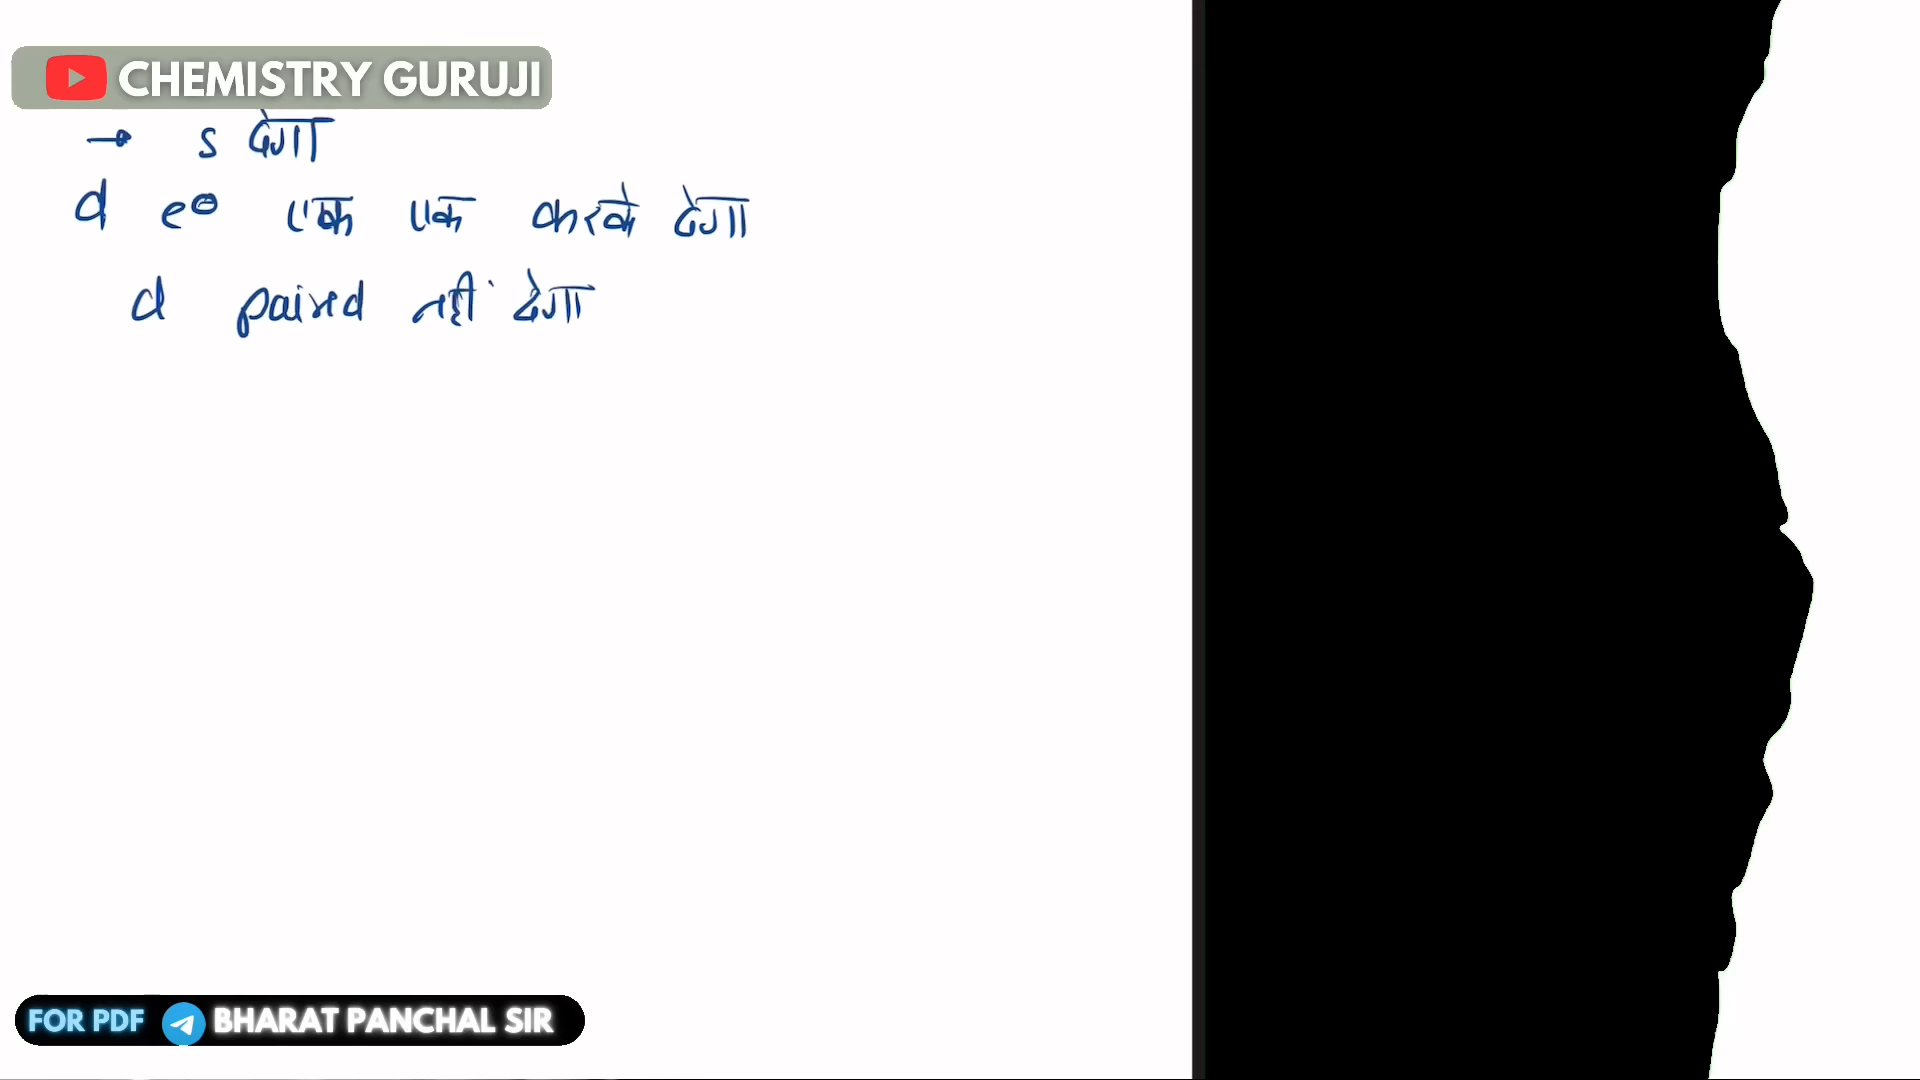 CHEMISTRY GURUJI
→ s देगा
d e⊖ एक एक करके देगा
d paired नहीं देगा
FOR PDF BHARAT PANCHAL SIR